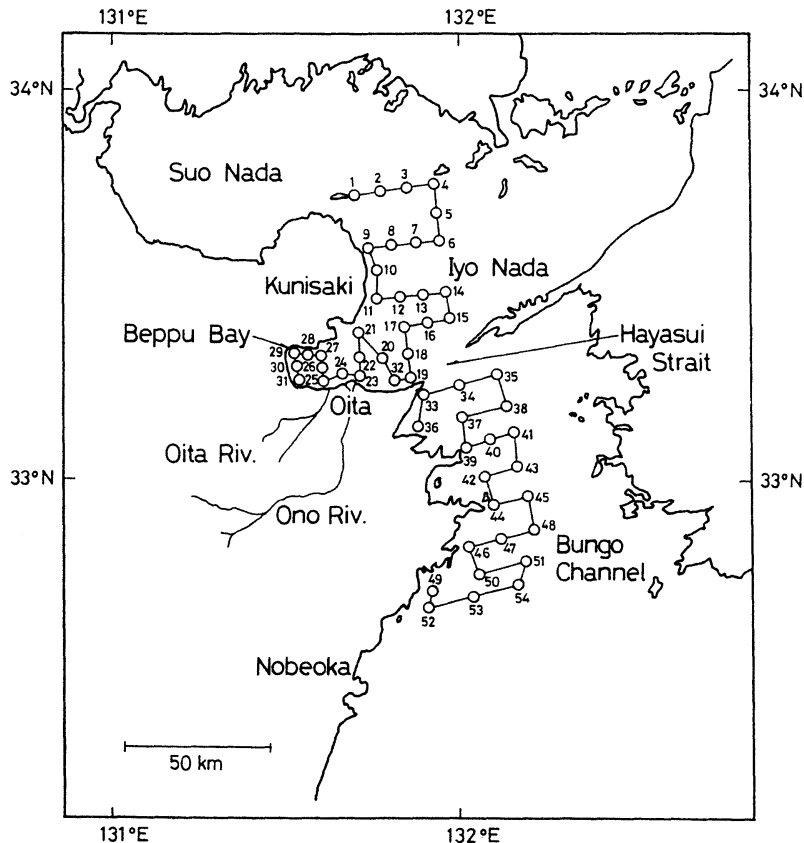 131°E 132°E
34°N 34°N
Suo Nada
1 2 3 4
5
9 8 7 6
10
Iyo Nada
Kunisaki
11 12 13 14
15
Beppu Bay
21 17 16
Hayasui
Strait
29 28 27
20 18
30 26 24 22
31 25 23 32 19
Oita
33 34 35
36 37 38
Oita Riv.
39 40 41
42 43
33°N 33°N
44 45
Ono Riv.
46 47 48
Bungo
Channel
49 50 51
52 53 54
Nobeoka
50 km
131°E 132°E